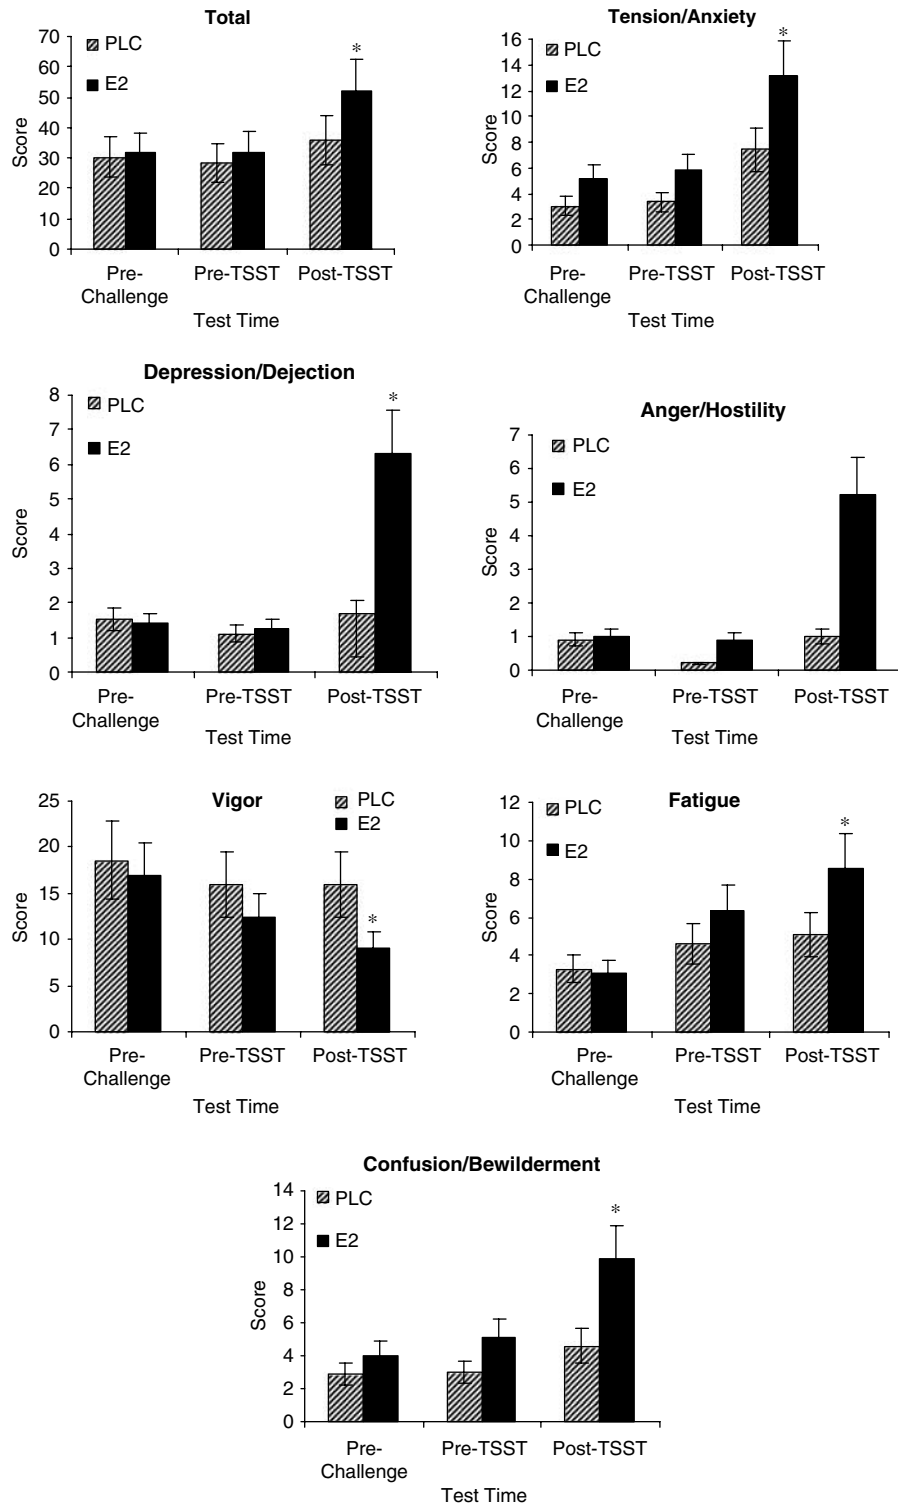 Total
70
60
50
40
30
20
10
0
Score
PLC
E2
*
Pre-
Challenge
Pre-TSST
Post-TSST
Test Time
Tension/Anxiety
16
14
12
10
8
6
4
2
0
Score
PLC
E2
*
Pre-
Challenge
Pre-TSST
Post-TSST
Test Time
Depression/Dejection
8
7
6
5
4
3
2
1
0
Score
PLC
E2
*
Pre-
Challenge
Pre-TSST
Post-TSST
Test Time
Anger/Hostility
7
6
5
4
3
2
1
0
Score
PLC
E2
Pre-
Challenge
Pre-TSST
Post-TSST
Test Time
Vigor
25
20
15
10
5
0
Score
PLC
E2
*
Pre-
Challenge
Pre-TSST
Post-TSST
Test Time
Fatigue
12
10
8
6
4
2
0
Score
PLC
E2
*
Pre-
Challenge
Pre-TSST
Post-TSST
Test Time
Confusion/Bewilderment
14
12
10
8
6
4
2
0
Score
PLC
E2
*
Pre-
Challenge
Pre-TSST
Post-TSST
Test Time